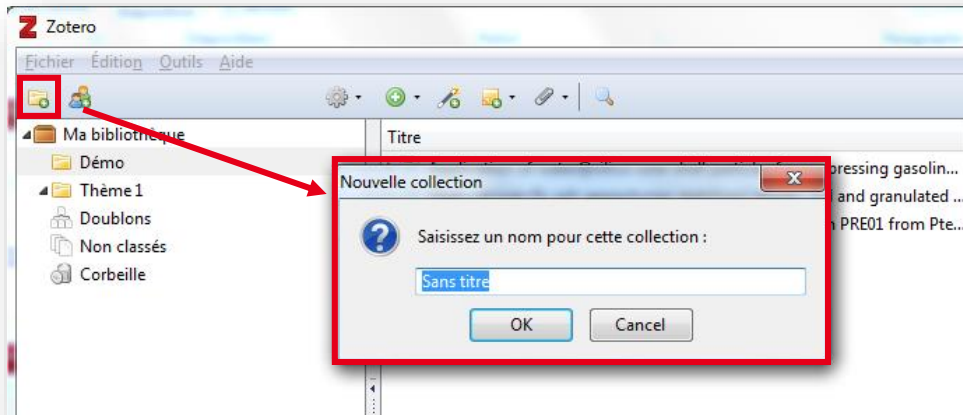 Zotero
Fichier Édition Outils Aide
Ma bibliothèque
Titre
Démo
Thème 1
Doublons
Non classés
Corbeille
pressing gasolin...
and granulated ...
PRE01 from Pte...
Nouvelle collection
Saisissez un nom pour cette collection :
Sans titre
OK Cancel